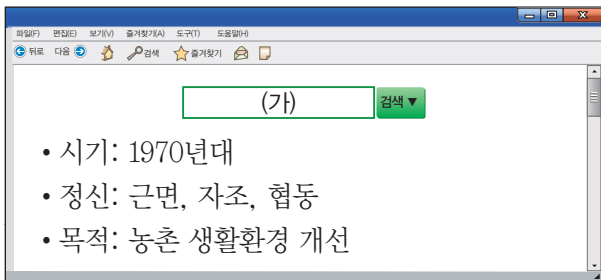 파일(F) 편집(E) 보기(V) 즐겨찾기(A) 도구(T) 도움말(H)
뒤로 다음 검색 즐겨찾기
(가) 검색 ▼
• 시기: 1970년대
• 정신: 근면, 자조, 협동
• 목적: 농촌 생활환경 개선